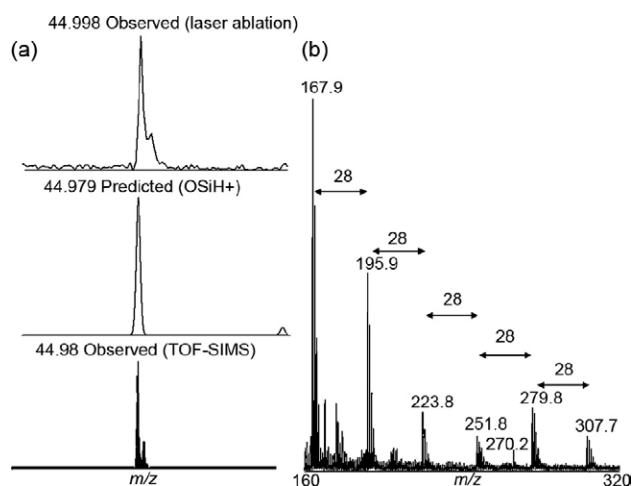 44.998 Observed (laser ablation)
(a)
44.979 Predicted (OSiH+)
44.98 Observed (TOF-SIMS)
m/z
(b)
167.9
28
28
195.9
28
28
28
223.8
251.8
270.2
279.8
307.7
160
m/z
320